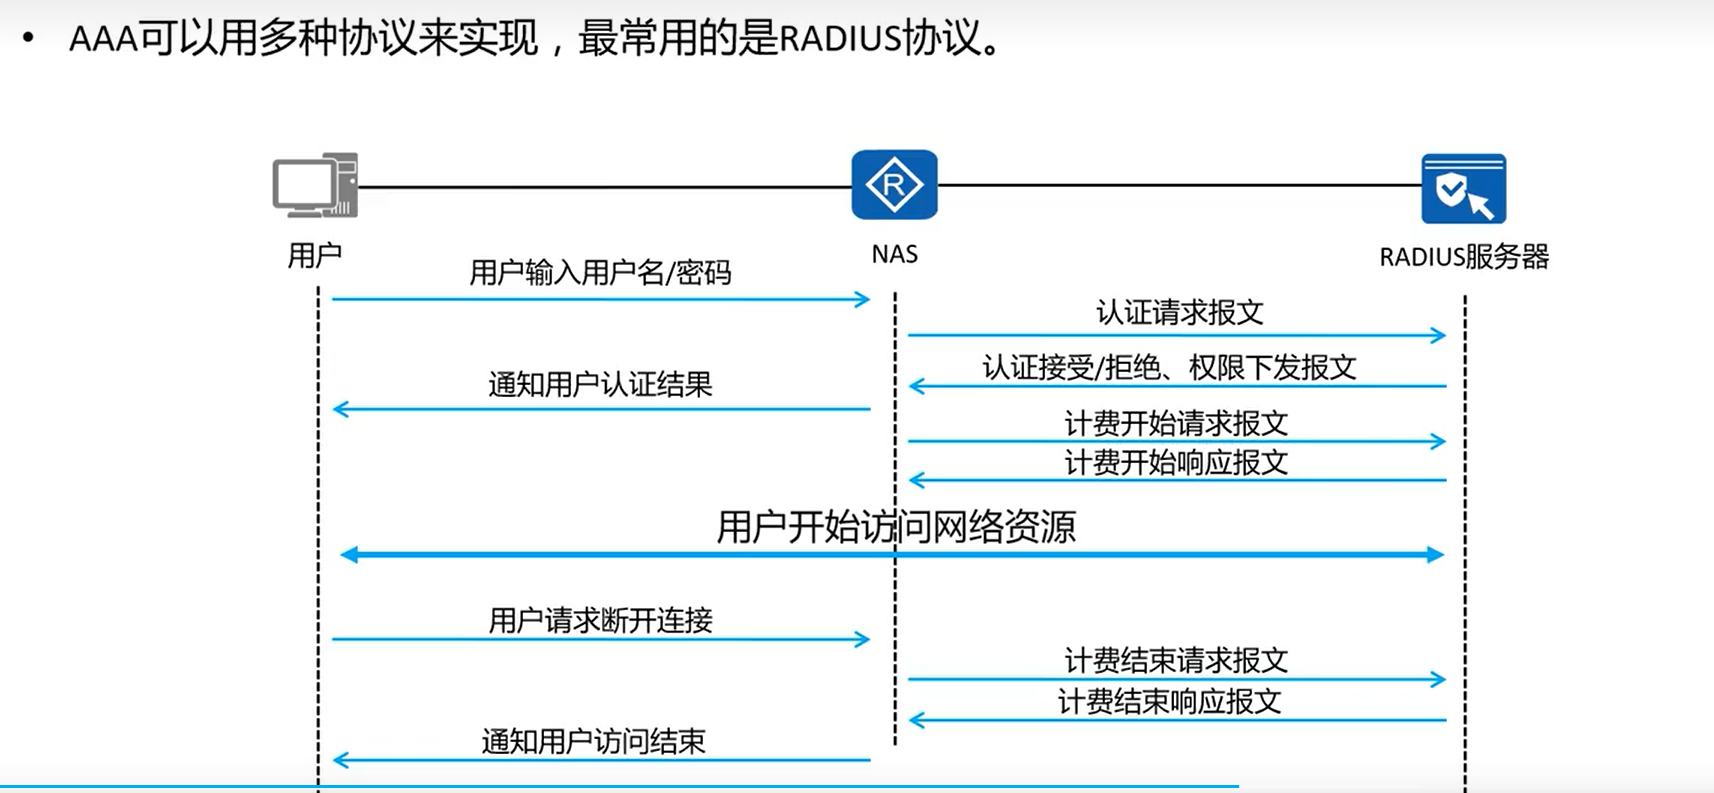 • AAA可以用多种协议来实现，最常用的是RADIUS协议。
R
用户
NAS
RADIUS服务器
用户输入用户名/密码
认证请求报文
认证接受/拒绝、权限下发报文
通知用户认证结果
计费开始请求报文
计费开始响应报文
用户开始访问网络资源
用户请求断开连接
计费结束请求报文
计费结束响应报文
通知用户访问结束